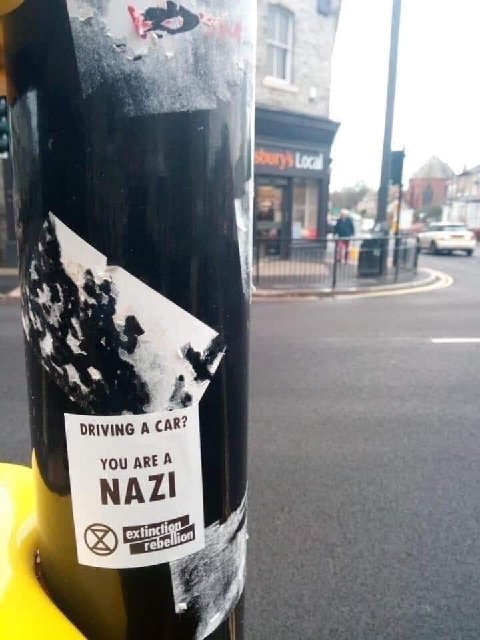 sbury's Local
DRIVING A CAR?
YOU ARE A
NAZI
extinction
rebellion